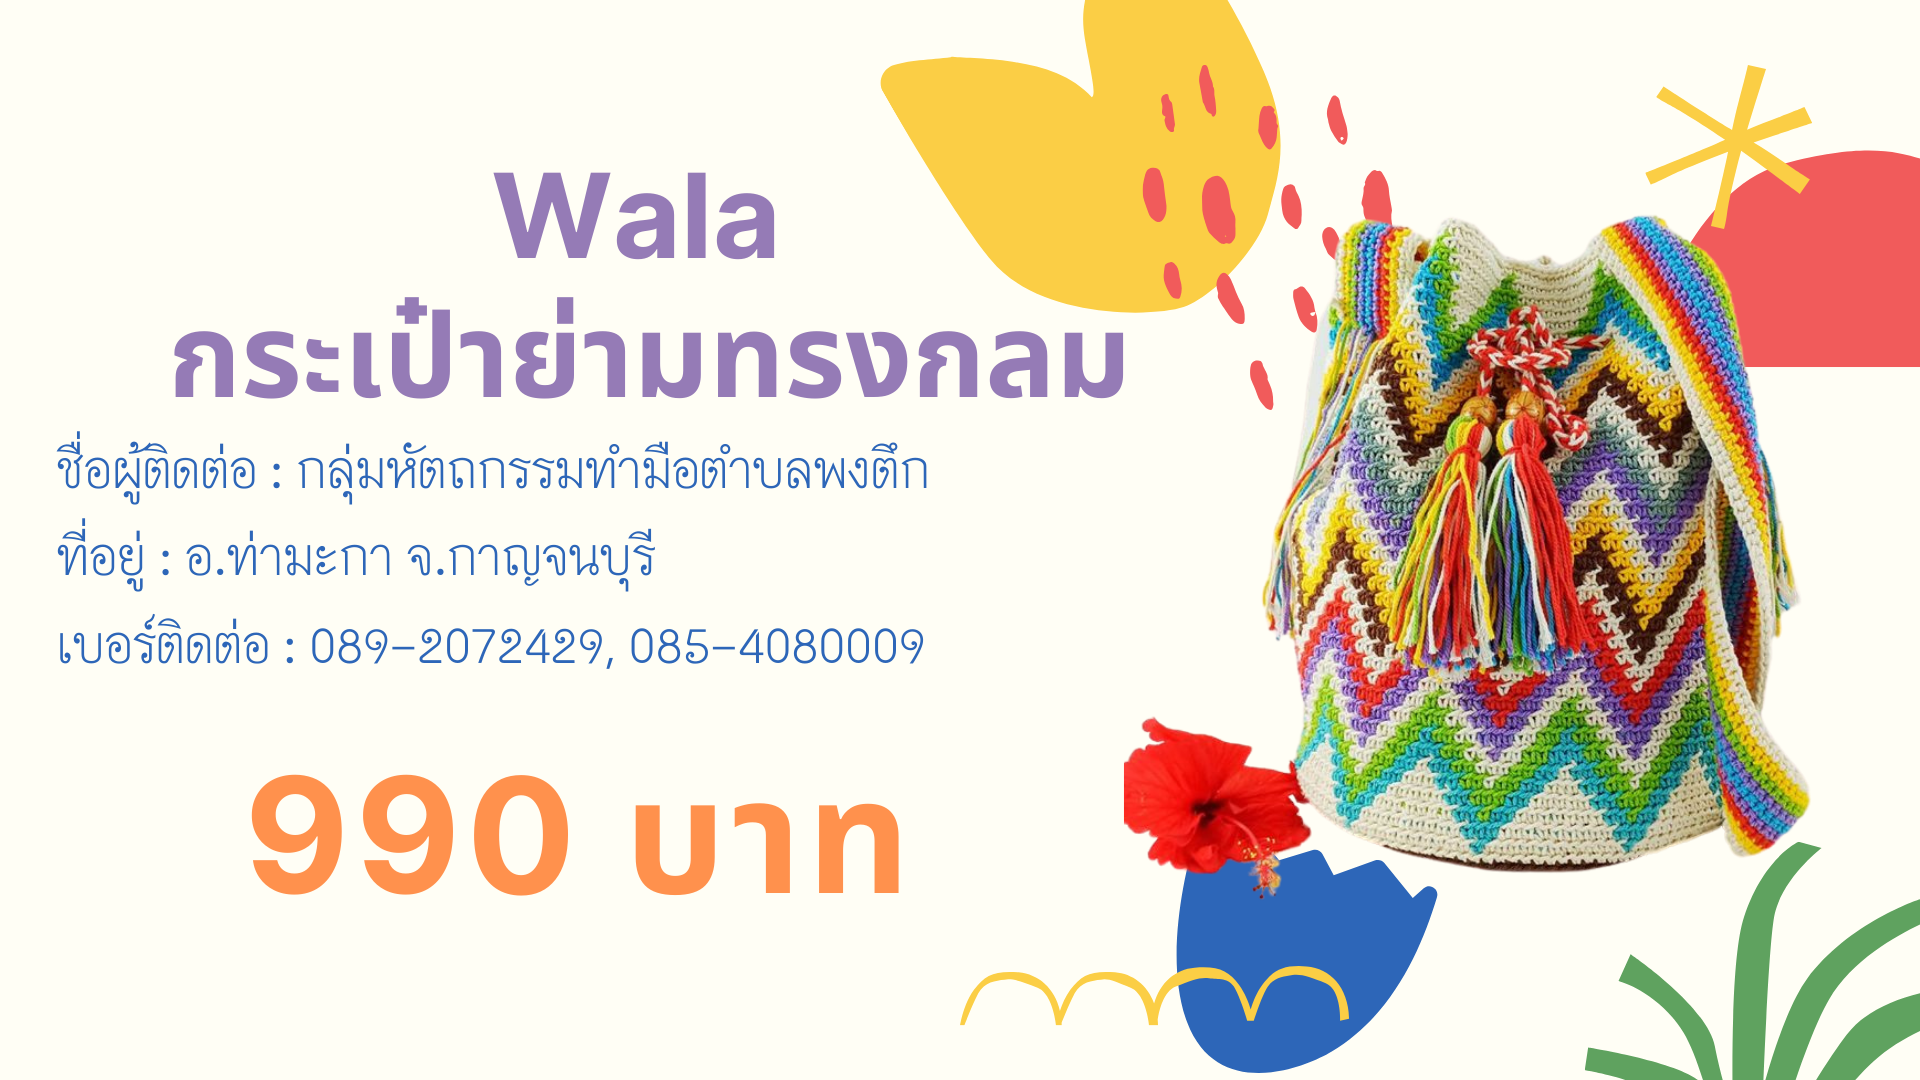 Wala
กระเป๋าย่ามทรงกลม
ชื่อผู้ติดต่อ : กลุ่มหัตถกรรมทำมือตำบลพงตึก
ที่อยู่ : อ.ท่ามะกา จ.กาญจนบุรี
เบอร์ติดต่อ : 089-2072429, 085-4080009
990 บาท